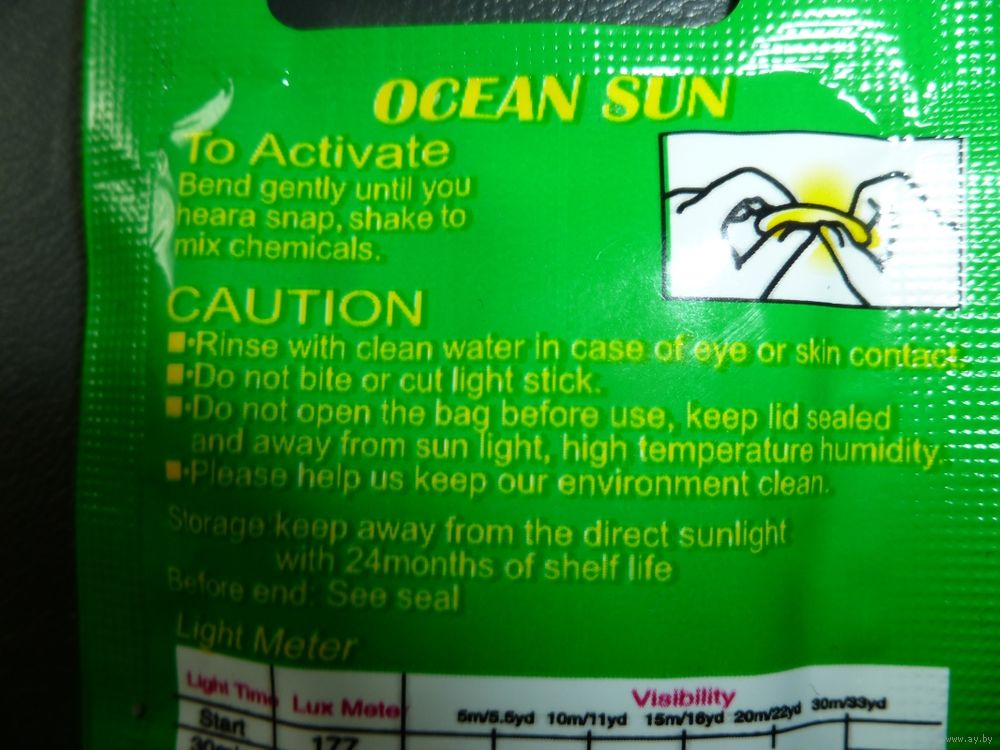 OCEAN SUN
To Activate
Bend gently until you
heara snap, shake to
mix chemicals.
CAUTION
■·Rinse with clean water in case of eye or skin contact.
■·Do not bite or cut light stick.
■·Do not open the bag before use, keep lid sealed
and away from sun light, high temperature humidity,
■·Please help us keep our environment clean.
Storage:keep away from the direct sunlight
with 24months of shelf life
Before end: See seal
Light Meter
Light Time Lux Meter Visibility
5m/5.5yd 10m/11yd 15m/16yd 20m/22yd 30m/33yd
Start
177
www.ay.by